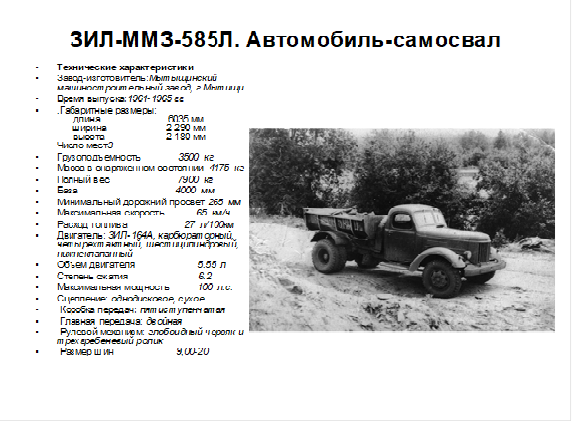 ЗИЛ-ММЗ-585Л. Автомобиль-самосвал
• Технические характеристики
• Завод-изготовитель: Мытыщинский
машиностроительный завод, г. Мытищи
• Время выпуска: 1961-1965 гг
• .Габаритные размеры:
длина 6035 мм
ширина 2 290 мм
высота 2 180 мм
Число мест3
• Грузоподъемность 3500 кг
• Масса в снаряженном состоянии 4175 кг
• Полный вес 7900 кг
• База 4000 мм
• Минимальный дорожний просвет 265 мм
• Максимальная скорость 65 км/ч
• Расход топлива 27 л/100км
• Двигатель: ЗИЛ-164А, карбюраторный,
четырехтактный, шестицилиндровый,
нижнеклапанный
• Объем двигателя 5,55 л
• Степень сжатия 6,2
• Максимальная мощность 100 л.с.
• Сцепление: однодисковое, сухое
• Коробка передач: пятиступенчатая
• Главная передача: двойная
• Рулевой механизм: глобоидный червяк и
трехгребеневый ролик
• Размер шин 9,00-20